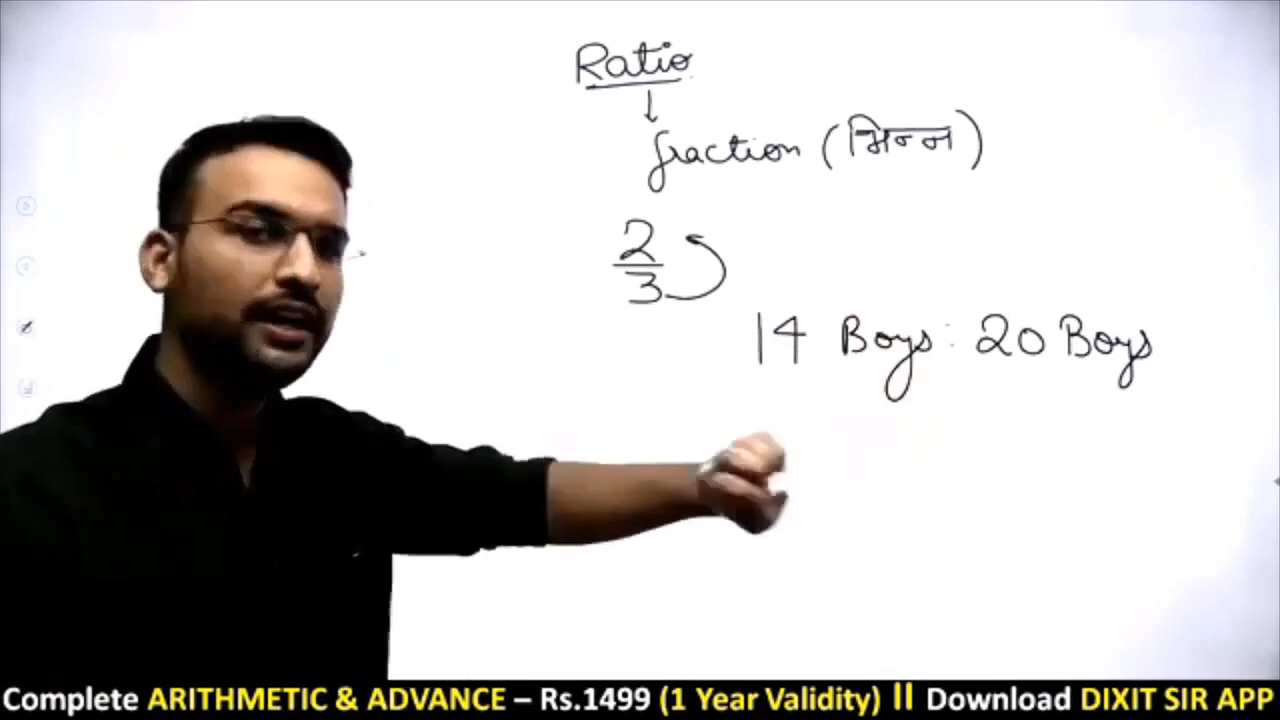 Ratio
↓
fraction (भिन्न)
2
3
14 Boys : 20 Boys
Complete ARITHMETIC & ADVANCE – Rs.1499 (1 Year Validity) II Download DIXIT SIR APP